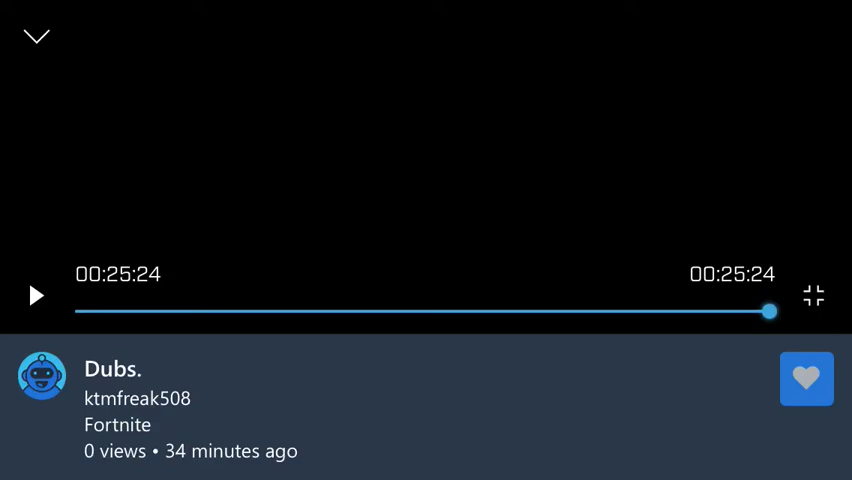 00:25:24 00:25:24
Dubs.
ktmfreak508
Fortnite
0 views • 34 minutes ago